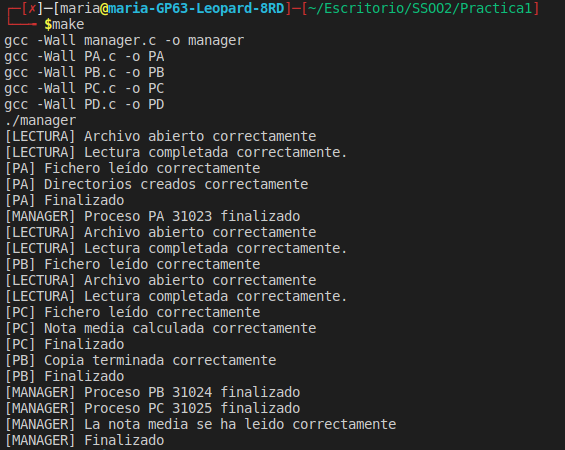 ┌─[✗]─[maria@maria-GP63-Leopard-8RD]─[~/Escritorio/SSOO2/Practica1]
└──╼ $make
gcc -Wall manager.c -o manager
gcc -Wall PA.c -o PA
gcc -Wall PB.c -o PB
gcc -Wall PC.c -o PC
gcc -Wall PD.c -o PD
./manager
[LECTURA] Archivo abierto correctamente
[LECTURA] Lectura completada correctamente.
[PA] Fichero leído correctamente
[PA] Directorios creados correctamente
[PA] Finalizado
[MANAGER] Proceso PA 31023 finalizado
[LECTURA] Archivo abierto correctamente
[LECTURA] Lectura completada correctamente.
[PB] Fichero leído correctamente
[LECTURA] Archivo abierto correctamente
[LECTURA] Lectura completada correctamente.
[PC] Fichero leído correctamente
[PC] Nota media calculada correctamente
[PC] Finalizado
[PB] Copia terminada correctamente
[PB] Finalizado
[MANAGER] Proceso PB 31024 finalizado
[MANAGER] Proceso PC 31025 finalizado
[MANAGER] La nota media se ha leido correctamente
[MANAGER] Finalizado